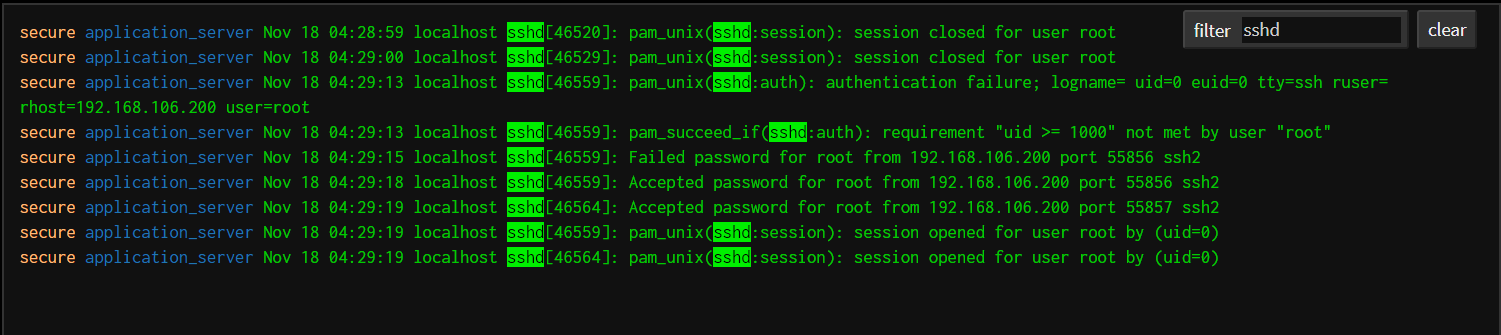 secure application_server Nov 18 04:28:59 localhost sshd[46520]: pam_unix(sshd:session): session closed for user root
filter sshd clear
secure application_server Nov 18 04:29:00 localhost sshd[46529]: pam_unix(sshd:session): session closed for user root
secure application_server Nov 18 04:29:13 localhost sshd[46559]: pam_unix(sshd:auth): authentication failure; logname= uid=0 euid=0 tty=ssh ruser=
rhost=192.168.106.200 user=root
secure application_server Nov 18 04:29:13 localhost sshd[46559]: pam_succeed_if(sshd:auth): requirement "uid >= 1000" not met by user "root"
secure application_server Nov 18 04:29:15 localhost sshd[46559]: Failed password for root from 192.168.106.200 port 55856 ssh2
secure application_server Nov 18 04:29:18 localhost sshd[46559]: Accepted password for root from 192.168.106.200 port 55856 ssh2
secure application_server Nov 18 04:29:19 localhost sshd[46564]: Accepted password for root from 192.168.106.200 port 55857 ssh2
secure application_server Nov 18 04:29:19 localhost sshd[46559]: pam_unix(sshd:session): session opened for user root by (uid=0)
secure application_server Nov 18 04:29:19 localhost sshd[46564]: pam_unix(sshd:session): session opened for user root by (uid=0)